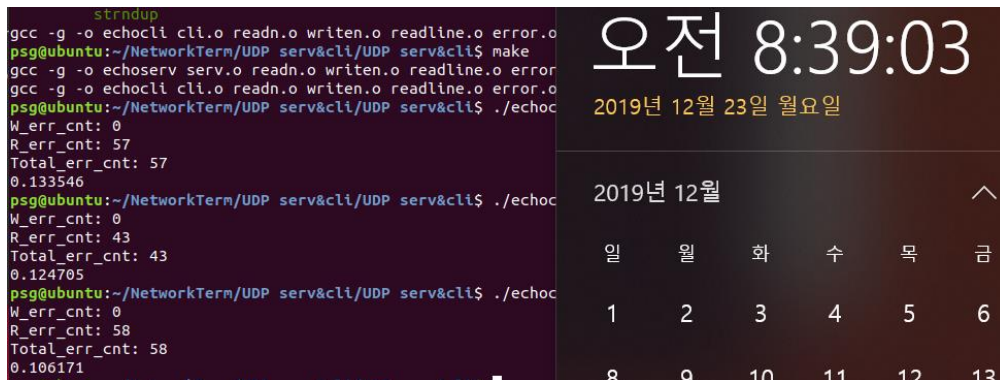 strndup
gcc -g -o echocli cli.o readn.o writen.o readline.o error.o
psg@ubuntu:~/NetworkTerm/UDP serv&cli/UDP serv&cli$ make
gcc -g -o echoserv serv.o readn.o writen.o readline.o error
gcc -g -o echocli cli.o readn.o writen.o readline.o error.o
psg@ubuntu:~/NetworkTerm/UDP serv&cli/UDP serv&cli$ ./echoc
W_err_cnt: 0
R_err_cnt: 57
Total_err_cnt: 57
0.133546
psg@ubuntu:~/NetworkTerm/UDP serv&cli/UDP serv&cli$ ./echoc
W_err_cnt: 0
R_err_cnt: 43
Total_err_cnt: 43
0.124705
psg@ubuntu:~/NetworkTerm/UDP serv&cli/UDP serv&cli$ ./echoc
W_err_cnt: 0
R_err_cnt: 58
Total_err_cnt: 58
0.106171
오전 8:39:03
2019년 12월 23일 월요일
2019년 12월
일 월 화 수 목 금
1 2 3 4 5 6
8 9 10 11 12 13